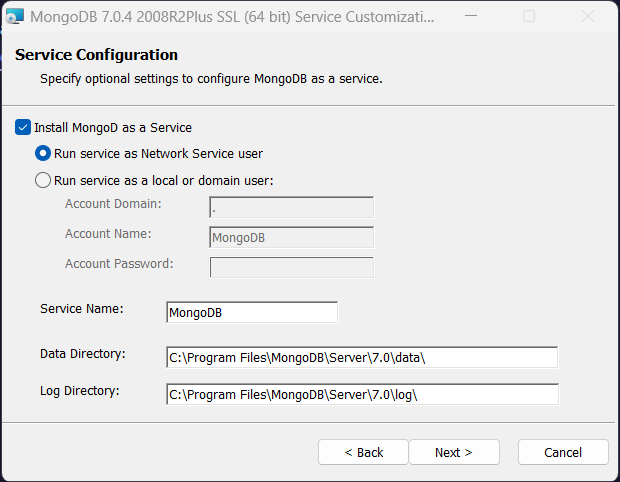 MongoDB 7.0.4 2008R2Plus SSL (64 bit) Service Customizati...
Service Configuration
Specify optional settings to configure MongoDB as a service.
Install MongoD as a Service
Run service as Network Service user
Run service as a local or domain user:
Account Domain: .
Account Name: MongoDB
Account Password:
Service Name: MongoDB
Data Directory: C:\Program Files\MongoDB\Server\7.0\data\
Log Directory: C:\Program Files\MongoDB\Server\7.0\log\
< Back Next > Cancel